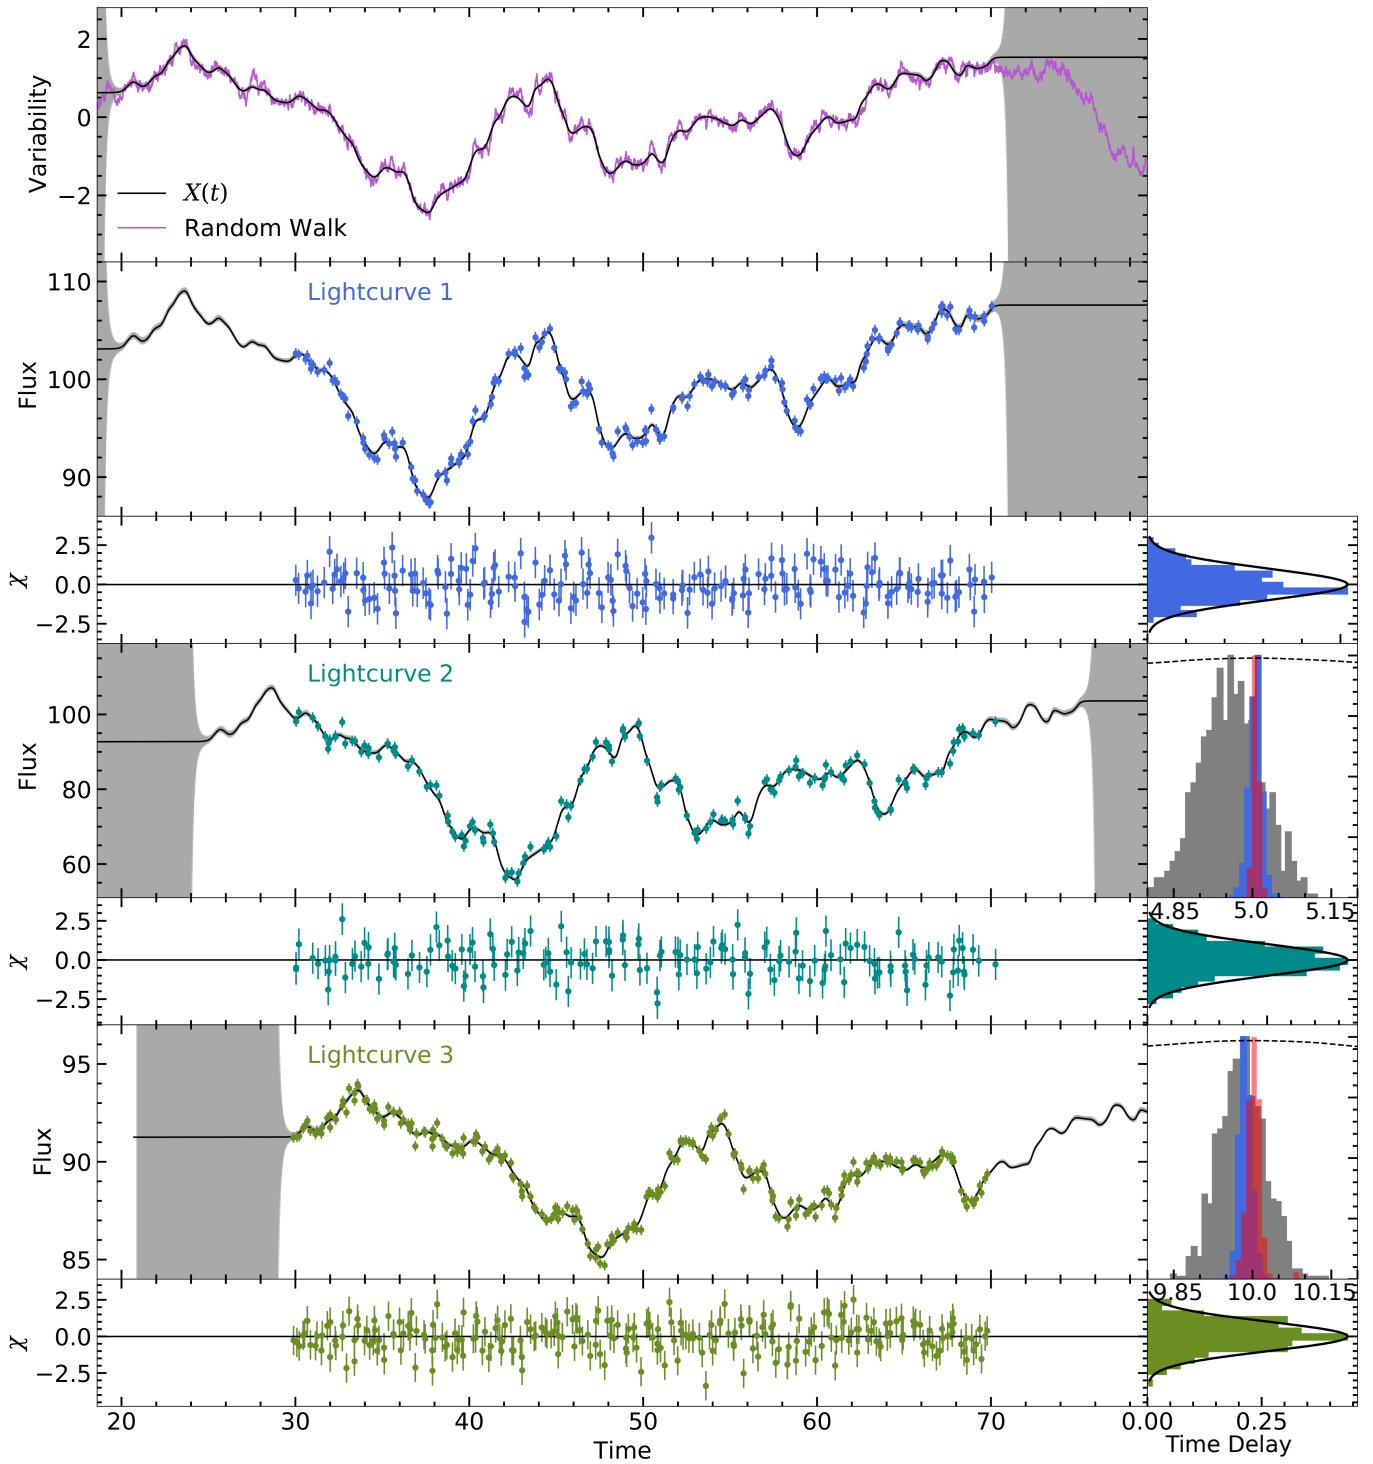 2
0
−2
Variability
X(t)
Random Walk
110
100
90
Flux
Lightcurve 1
2.5
0.0
−2.5
χ
100
80
60
Flux
Lightcurve 2
4.85 5.0 5.15
2.5
0.0
−2.5
χ
95
90
85
Flux
Lightcurve 3
9.85 10.0 10.15
2.5
0.0
−2.5
χ
20 30 40 50 60 70 0.00 0.25
Time
Time Delay